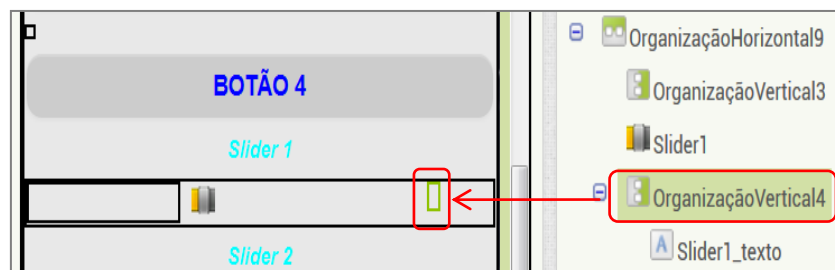 BOTÃO 4
Slider 1
Slider 2
OrganizaçãoHorizontal9
OrganizaçãoVertical3
Slider1
OrganizaçãoVertical4
A
Slider1_texto